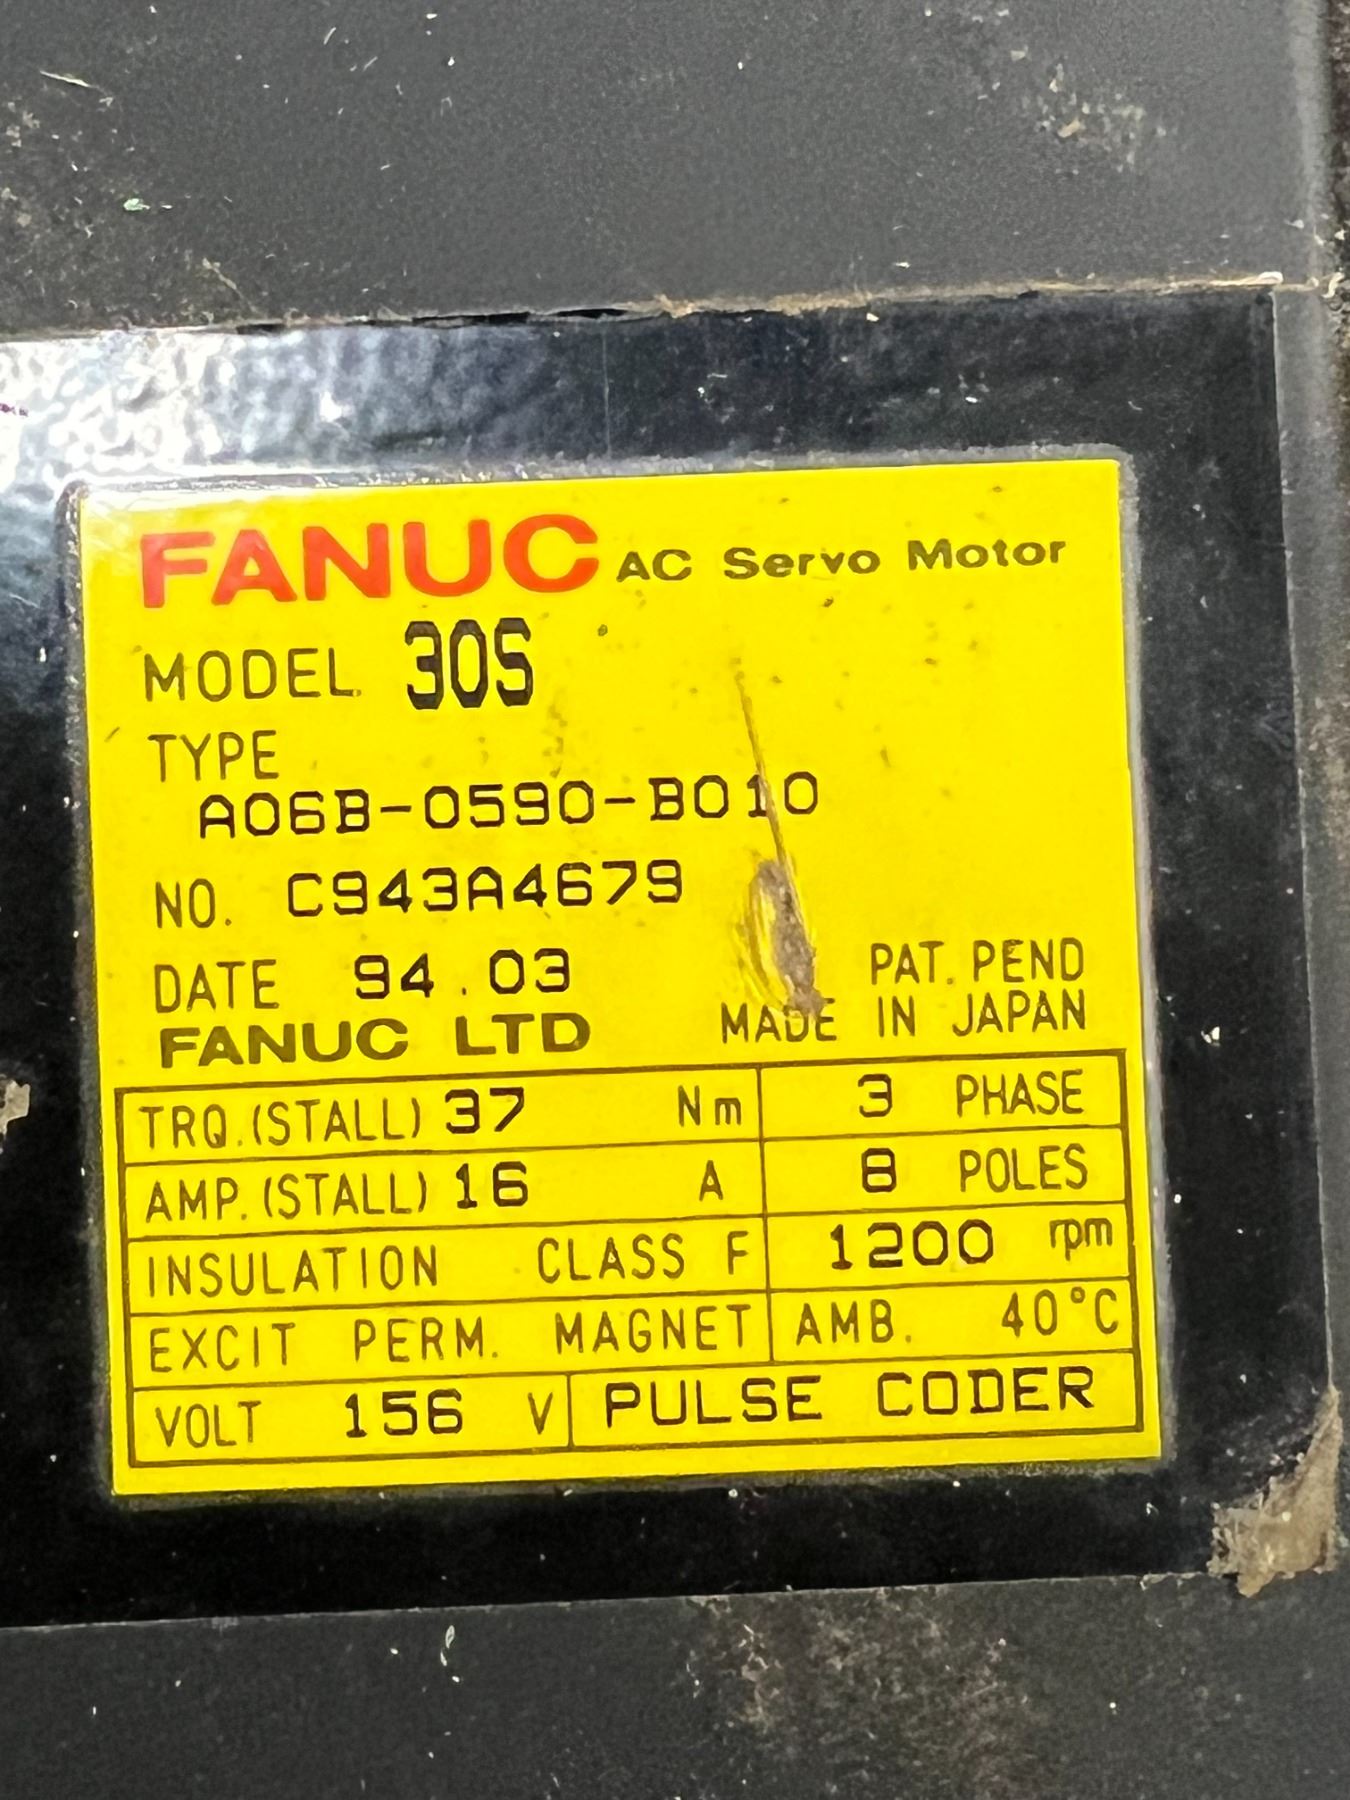 FANUC AC Servo Motor
MODEL 30S
TYPE
A06B-0590-B010
NO. C943A4679
DATE 94.03
PAT. PEND
FANUC LTD MADE IN JAPAN
TRQ.(STALL) 37 Nm 3 PHASE
AMP.(STALL) 16 A 8 POLES
INSULATION CLASS F 1200 rpm
EXCIT PERM. MAGNET AMB. 40°C
VOLT 156 V PULSE CODER